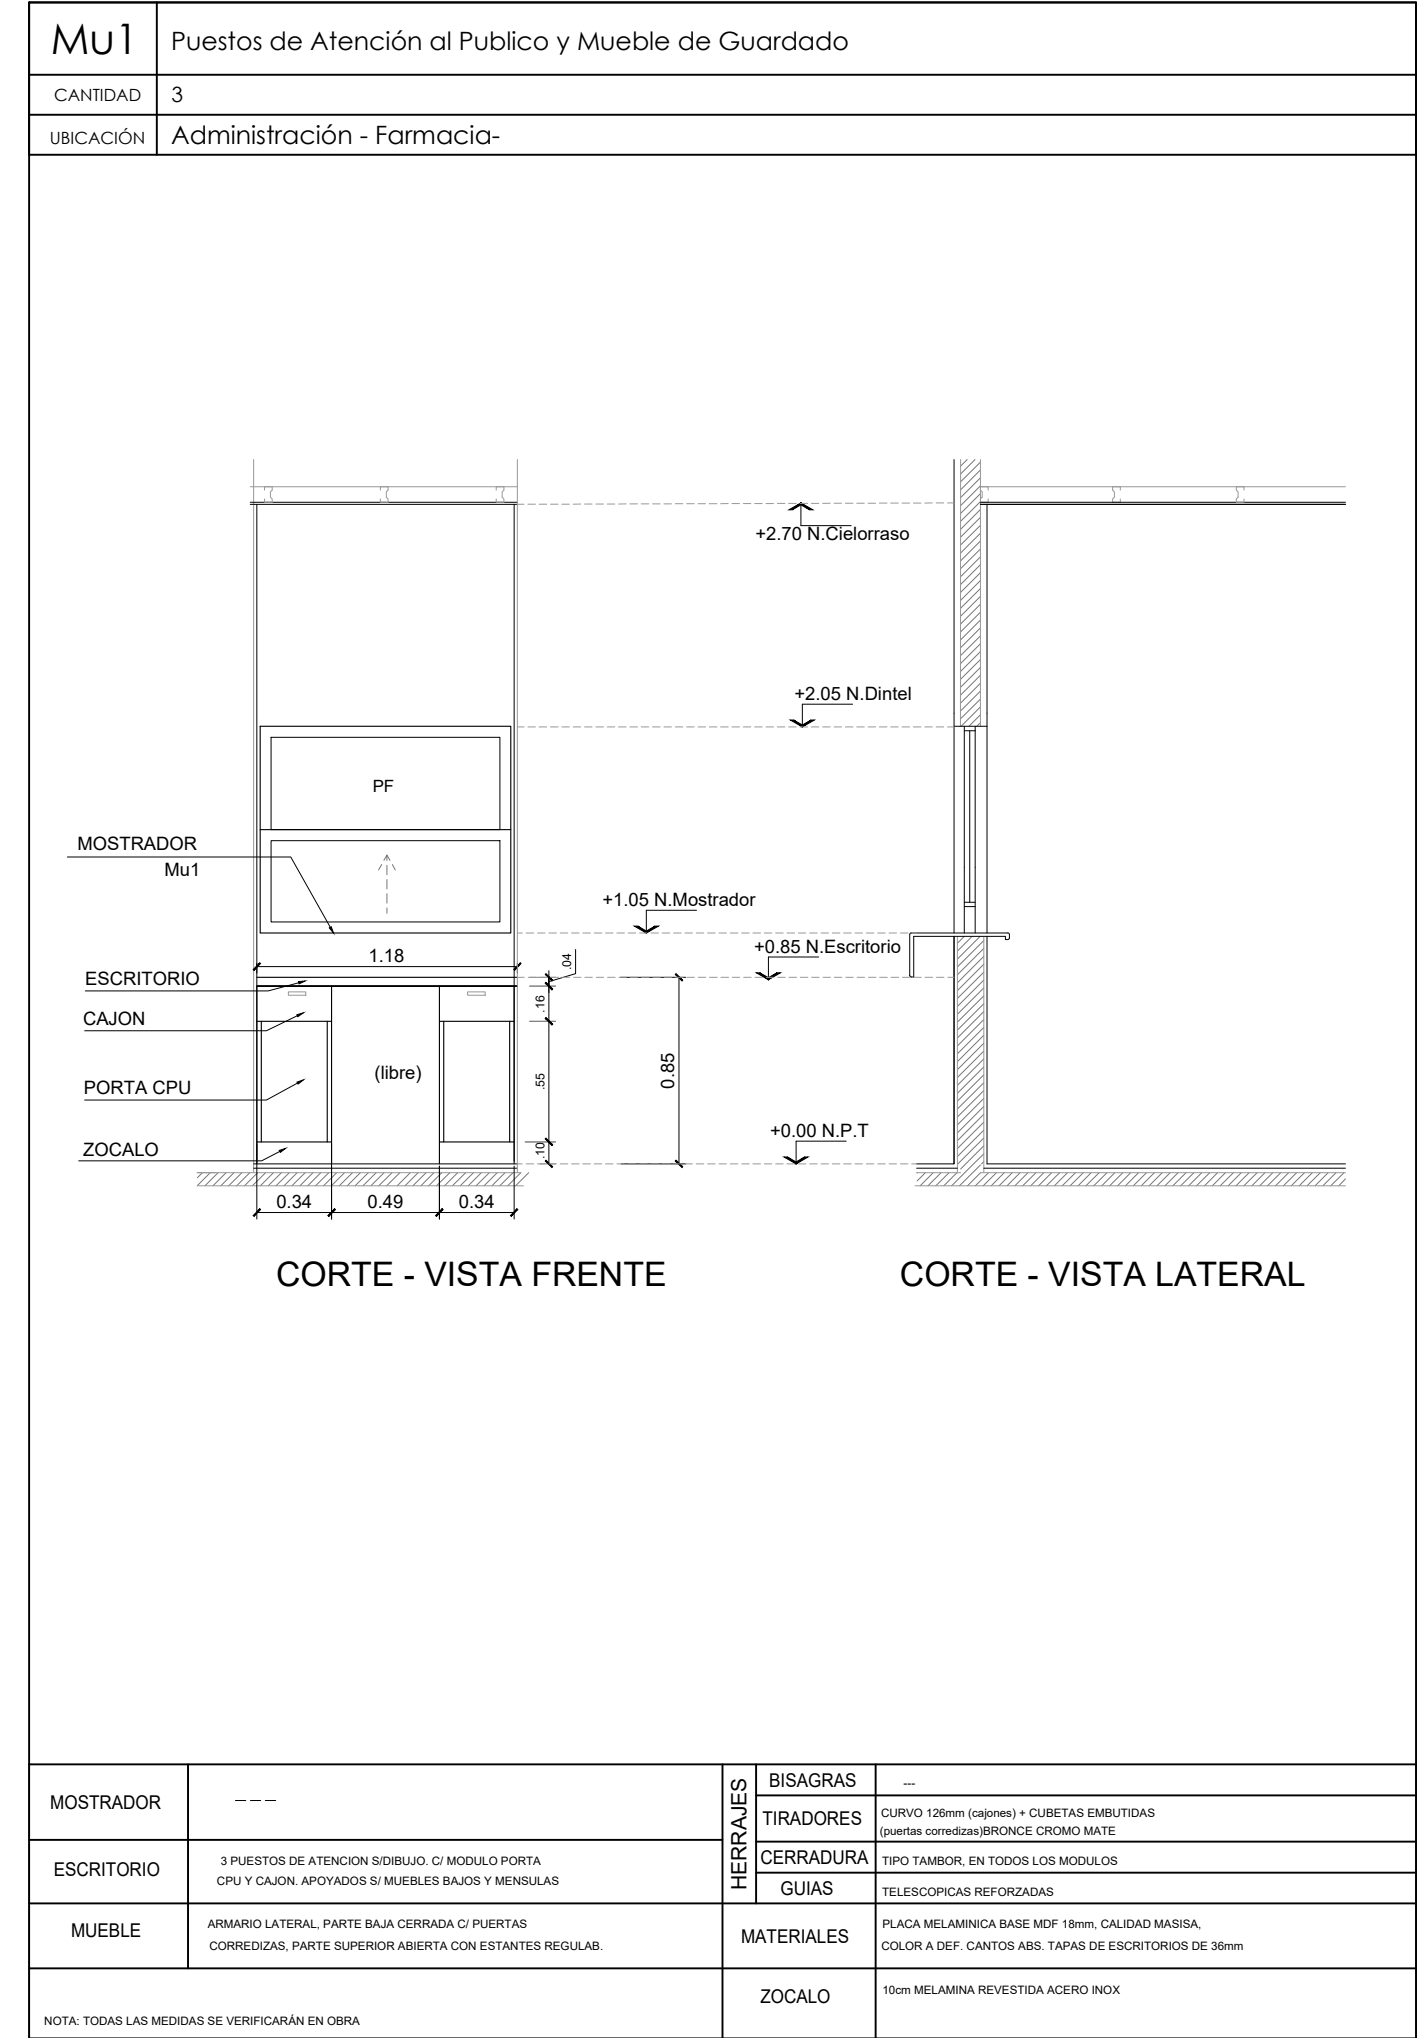 Mu1
Puestos de Atención al Publico y Mueble de Guardado
CANTIDAD
3
UBICACIÓN
Administración - Farmacia-
+2.70 N.Cielorraso
+2.05 N.Dintel
PF
MOSTRADOR
Mu1
+1.05 N.Mostrador
+0.85 N.Escritorio
1.18
.04
ESCRITORIO
.16
CAJON
(libre)
.55
0.85
PORTA CPU
+0.00 N.P.T
ZOCALO
.10
0.34
0.49
0.34
CORTE - VISTA FRENTE
CORTE - VISTA LATERAL
MOSTRADOR
---
ESCRITORIO
3 PUESTOS DE ATENCION S/DIBUJO. C/ MODULO PORTA
CPU Y CAJON. APOYADOS S/ MUEBLES BAJOS Y MENSULAS
MUEBLE
ARMARIO LATERAL, PARTE BAJA CERRADA C/ PUERTAS
CORREDIZAS, PARTE SUPERIOR ABIERTA CON ESTANTES REGULAB.
NOTA: TODAS LAS MEDIDAS SE VERIFICARÁN EN OBRA
HERRAJES
BISAGRAS
---
TIRADORES
CURVO 126mm (cajones) + CUBETAS EMBUTIDAS
(puertas corredizas)BRONCE CROMO MATE
CERRADURA
TIPO TAMBOR, EN TODOS LOS MODULOS
GUIAS
TELESCOPICAS REFORZADAS
MATERIALES
PLACA MELAMINICA BASE MDF 18mm, CALIDAD MASISA,
COLOR A DEF. CANTOS ABS. TAPAS DE ESCRITORIOS DE 36mm
ZOCALO
10cm MELAMINA REVESTIDA ACERO INOX